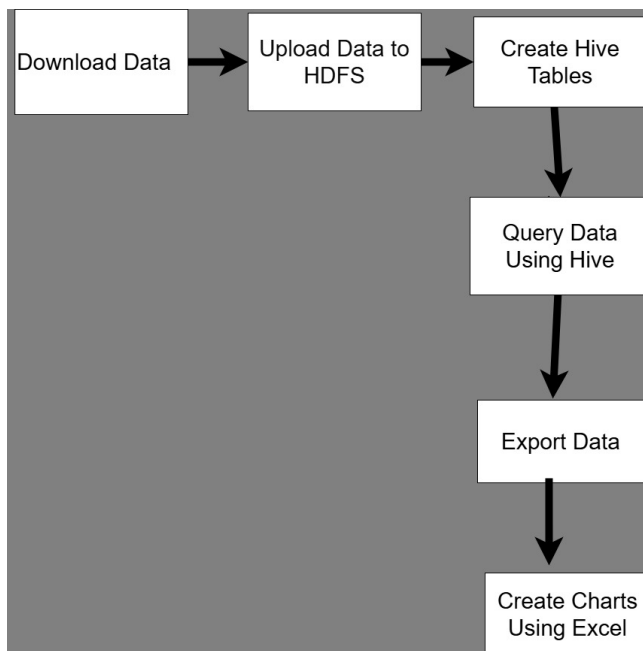 Download Data
Upload Data to
HDFS
Create Hive
Tables
Query Data
Using Hive
Export Data
Create Charts
Using Excel